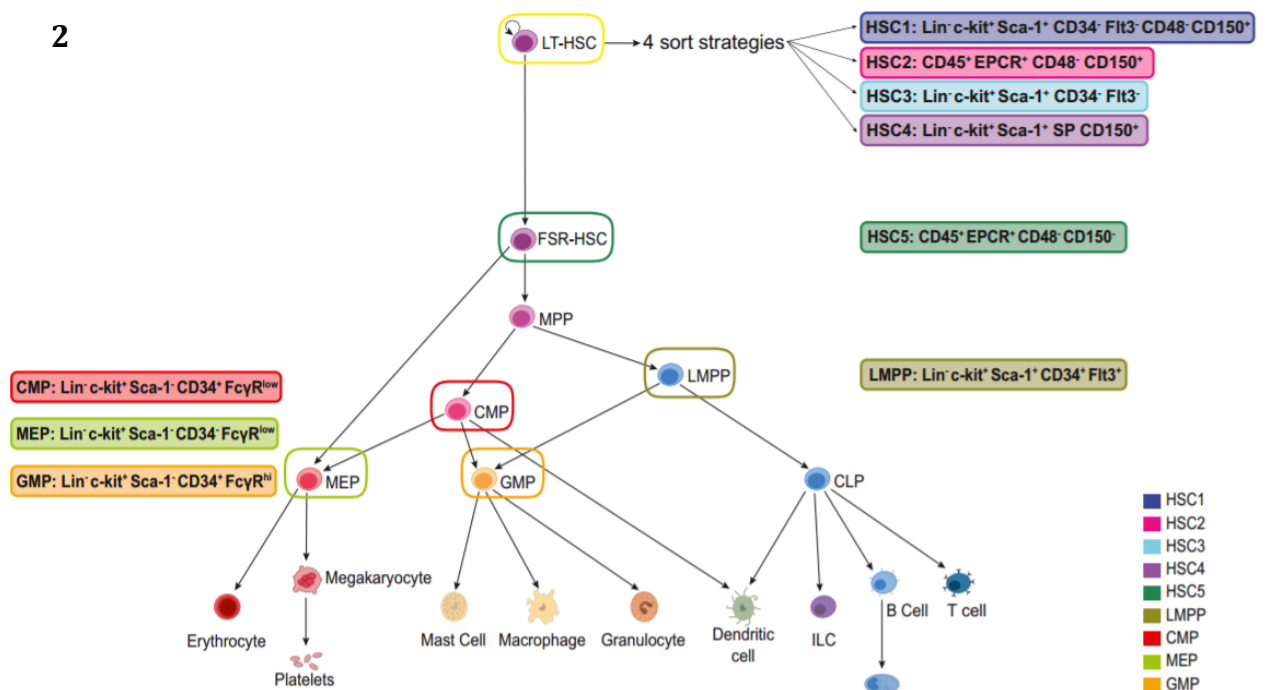 2
LT-HSC
4 sort strategies
HSC1: Lin⁻ c-kit⁺ Sca-1⁺ CD34⁻ Flt3⁻ CD48⁻ CD150⁺
HSC2: CD45⁺ EPCR⁺ CD48⁻ CD150⁺
HSC3: Lin⁻ c-kit⁺ Sca-1⁺ CD34⁻ Flt3⁻
HSC4: Lin⁻ c-kit⁺ Sca-1⁺ SP CD150⁺
FSR-HSC
HSC5: CD45⁺ EPCR⁺ CD48⁻ CD150⁻
MPP
LMPP
LMPP: Lin⁻ c-kit⁺ Sca-1⁺ CD34⁺ Flt3⁺
CMP: Lin⁻ c-kit⁺ Sca-1⁻ CD34⁺ FcγR^low
CMP
MEP: Lin⁻ c-kit⁺ Sca-1⁻ CD34⁻ FcγR^low
GMP: Lin⁻ c-kit⁺ Sca-1⁻ CD34⁺ FcγR^hi
MEP
GMP
CLP
Megakaryocyte
Erythrocyte
Platelets
Mast Cell
Macrophage
Granulocyte
Dendritic
cell
ILC
B Cell
T cell
HSC1
HSC2
HSC3
HSC4
HSC5
LMPP
CMP
MEP
GMP